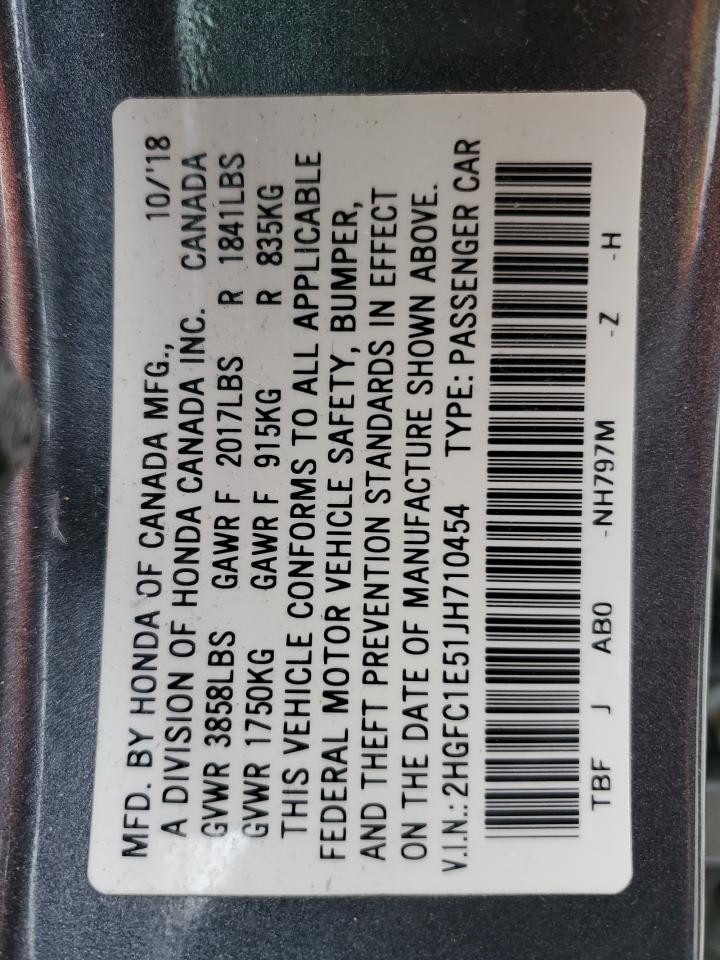 MFD. BY HONDA OF CANADA MFG., 10/'18
A DIVISION OF HONDA CANADA INC. CANADA
GVWR 3858LBS GAWR F 2017LBS R 1841LBS
GVWR 1750KG GAWR F 915KG R 835KG
THIS VEHICLE CONFORMS TO ALL APPLICABLE
FEDERAL MOTOR VEHICLE SAFETY, BUMPER,
AND THEFT PREVENTION STANDARDS IN EFFECT
ON THE DATE OF MANUFACTURE SHOWN ABOVE.
V.I.N.: 2HGFC1E51JH710454 TYPE: PASSENGER CAR
TBF J AB0 -NH797M -Z -H